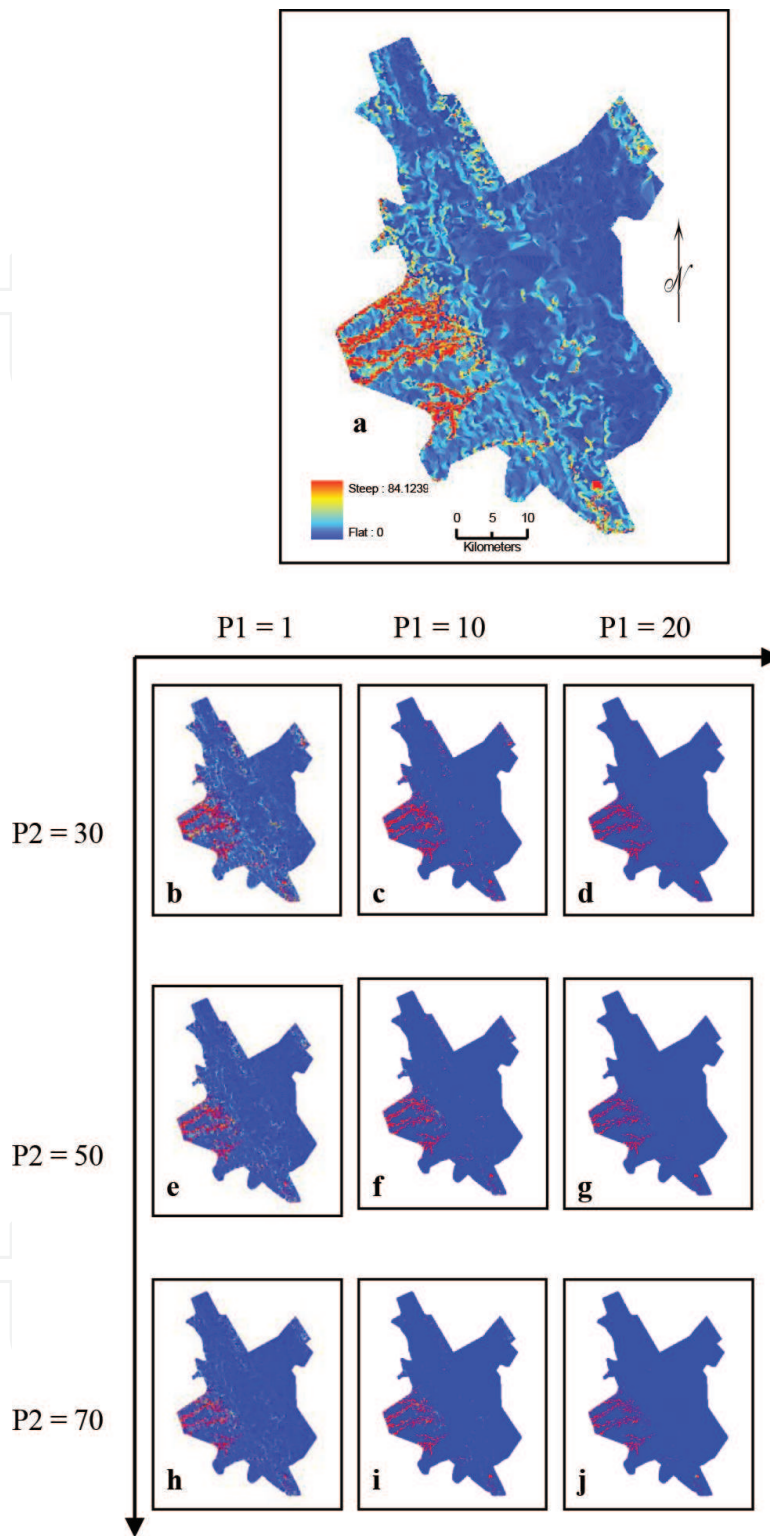 N
a
Steep : 84.1239
Flat : 0
0 5 10
Kilometers
P1 = 1 P1 = 10 P1 = 20
P2 = 30
b c d
P2 = 50
e f g
P2 = 70
h i j